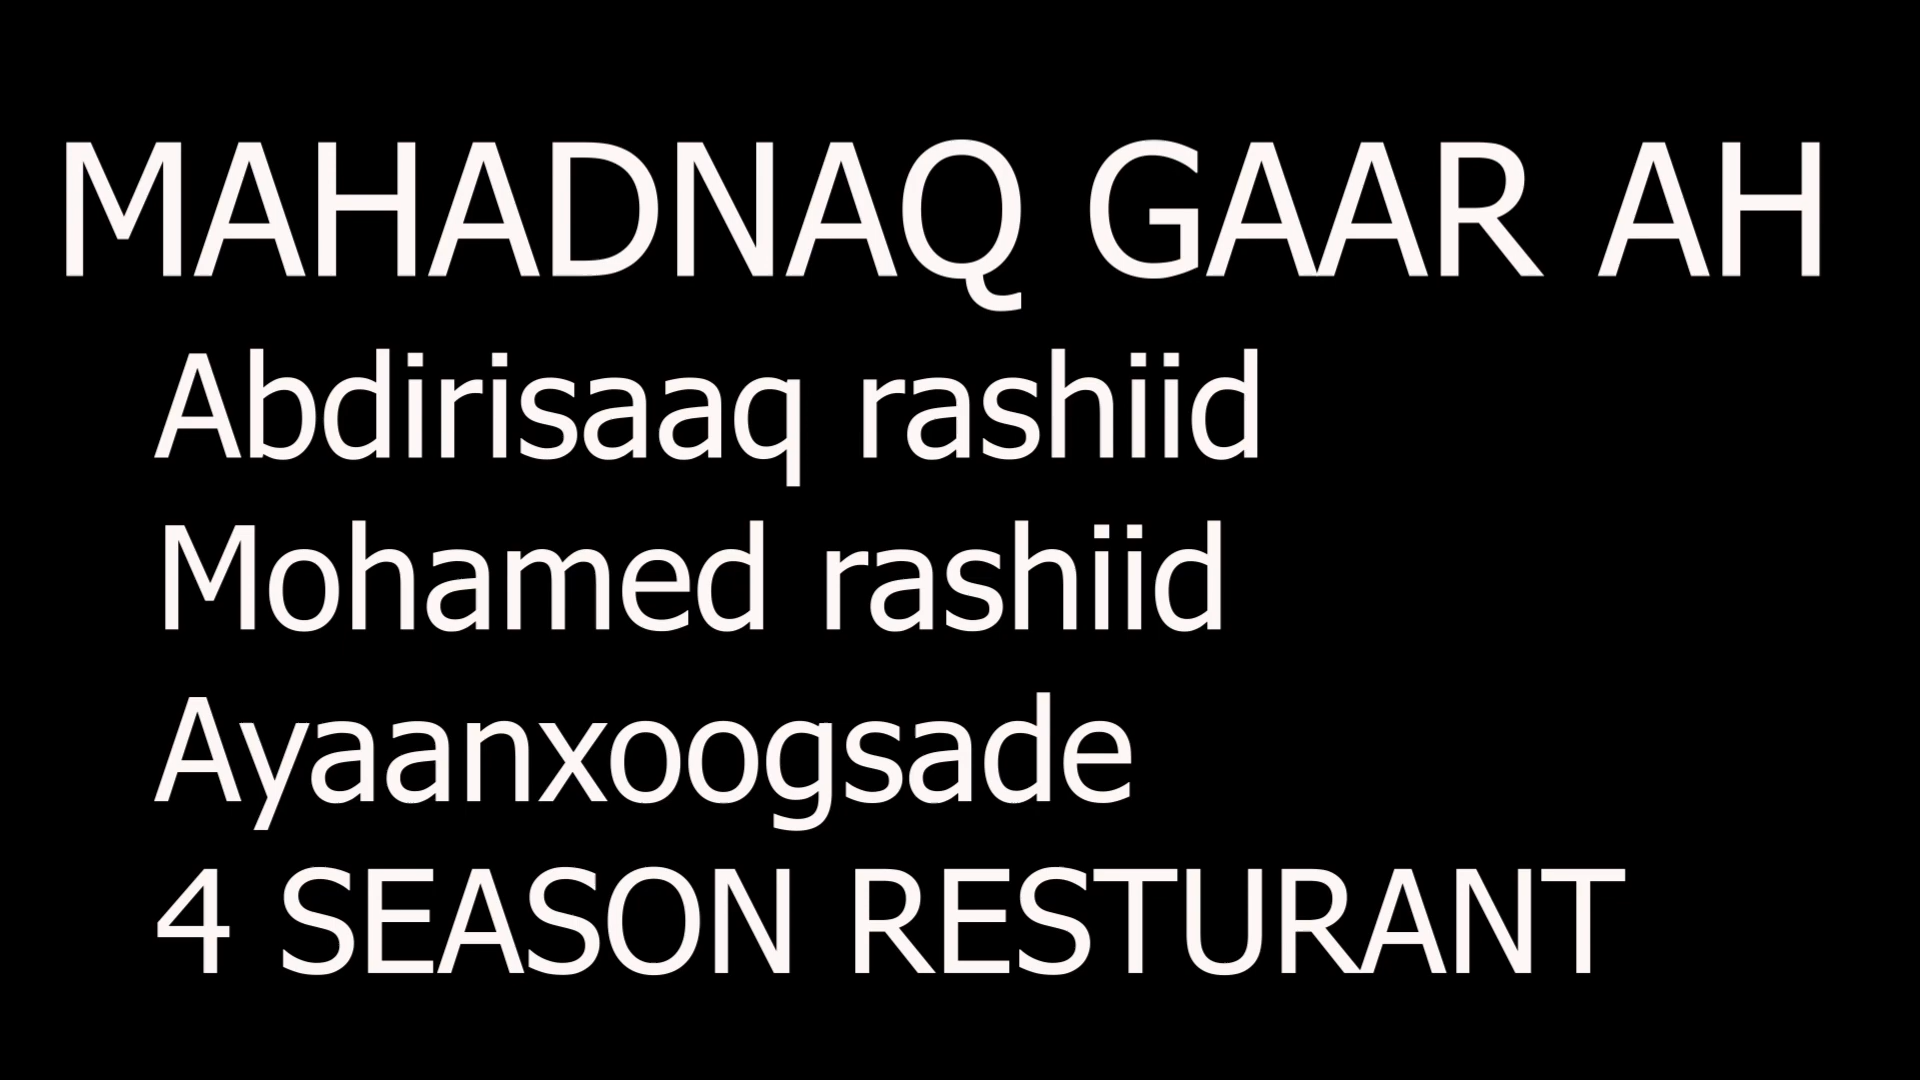 MAHADNAQ GAAR AH
Abdirisaaq rashiid
Mohamed rashiid
Ayaanxoogsade
4 SEASON RESTURANT